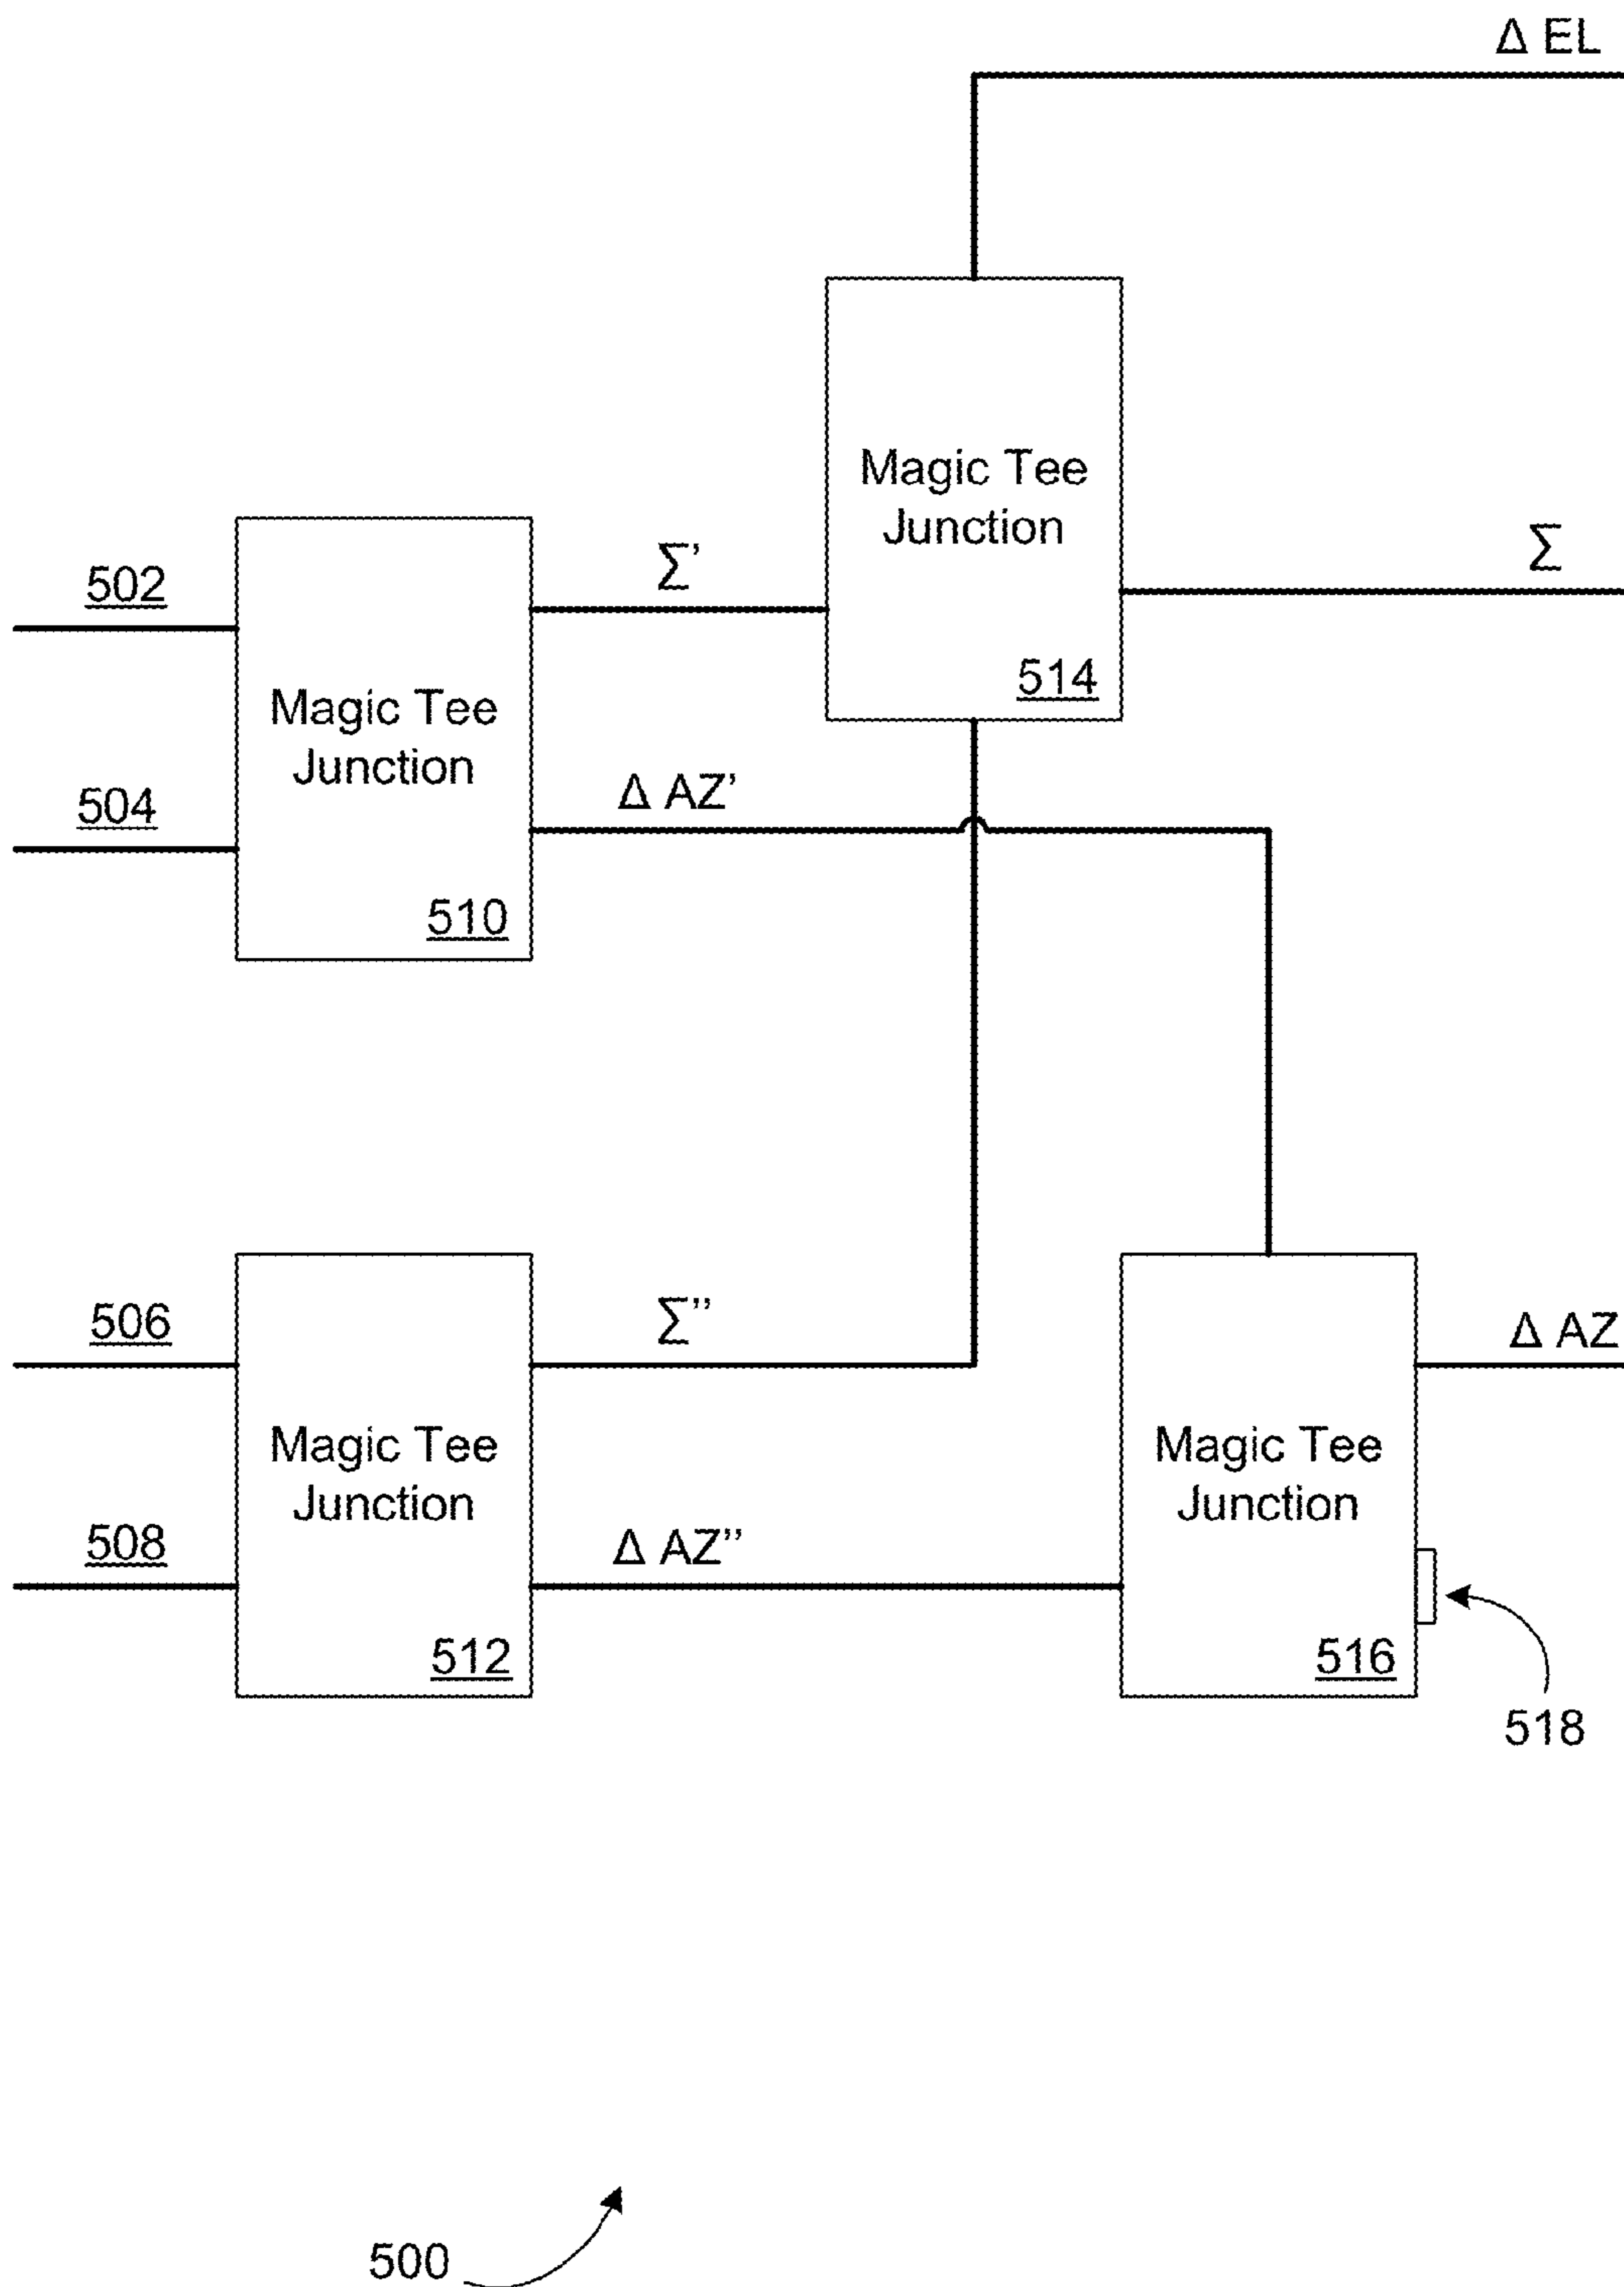 Δ EL
Magic Tee
Junction
514
Σ
502
504
Magic Tee
Junction
510
Σ’
Δ AZ’
506
508
Magic Tee
Junction
512
Σ’’
Δ AZ’’
Magic Tee
Junction
516
Δ AZ
518
500